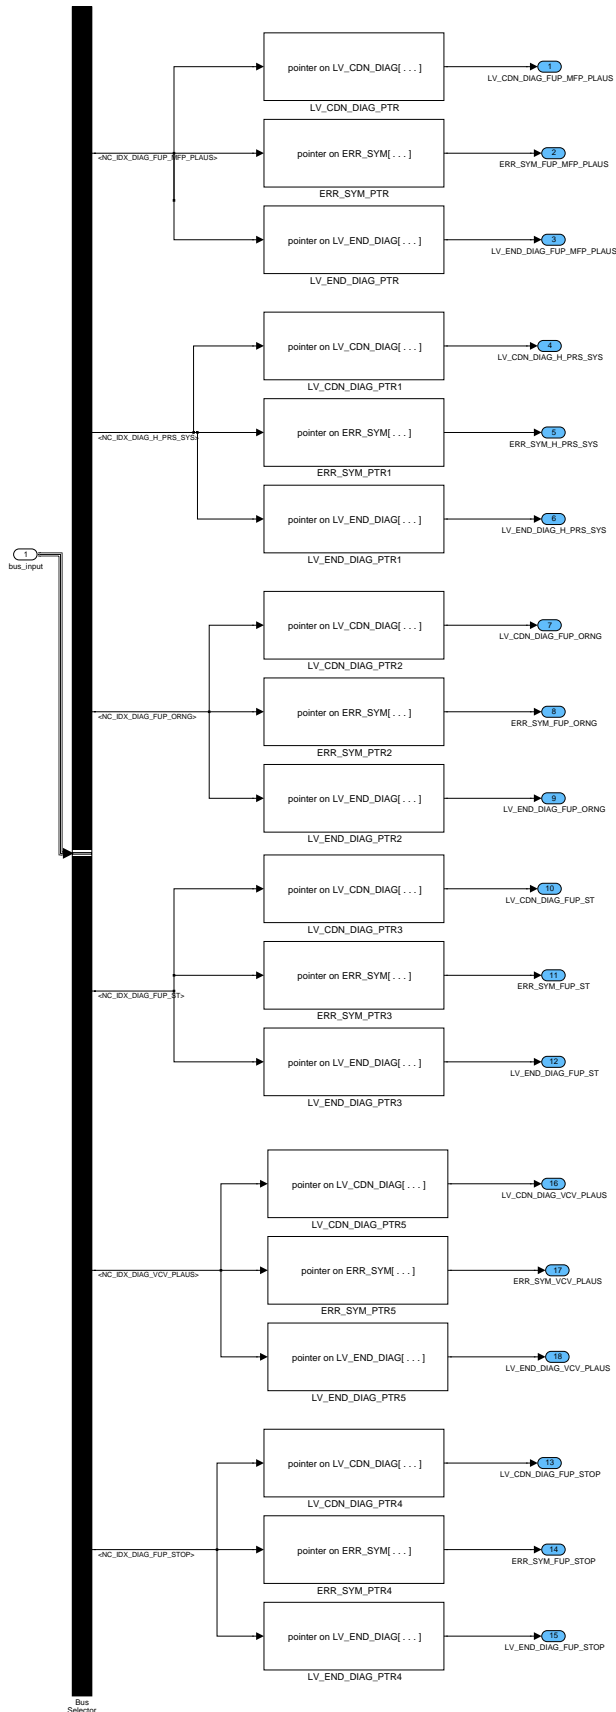 pointer on LV_CDN_DIAG[ . . . ]
LV_CDN_DIAG_PTR
1
LV_CDN_DIAG_FUP_MFP_PLAUS
<NC_IDX_DIAG_FUP_MFP_PLAUS>
pointer on ERR_SYM[ . . . ]
ERR_SYM_PTR
2
ERR_SYM_FUP_MFP_PLAUS
pointer on LV_END_DIAG[ . . . ]
LV_END_DIAG_PTR
3
LV_END_DIAG_FUP_MFP_PLAUS
pointer on LV_CDN_DIAG[ . . . ]
LV_CDN_DIAG_PTR1
4
LV_CDN_DIAG_H_PRS_SYS
<NC_IDX_DIAG_H_PRS_SYS>
pointer on ERR_SYM[ . . . ]
ERR_SYM_PTR1
5
ERR_SYM_H_PRS_SYS
pointer on LV_END_DIAG[ . . . ]
LV_END_DIAG_PTR1
6
LV_END_DIAG_H_PRS_SYS
1
bus_input
pointer on LV_CDN_DIAG[ . . . ]
LV_CDN_DIAG_PTR2
7
LV_CDN_DIAG_FUP_ORNG
<NC_IDX_DIAG_FUP_ORNG>
pointer on ERR_SYM[ . . . ]
ERR_SYM_PTR2
8
ERR_SYM_FUP_ORNG
pointer on LV_END_DIAG[ . . . ]
LV_END_DIAG_PTR2
9
LV_END_DIAG_FUP_ORNG
pointer on LV_CDN_DIAG[ . . . ]
LV_CDN_DIAG_PTR3
10
LV_CDN_DIAG_FUP_ST
<NC_IDX_DIAG_FUP_ST>
pointer on ERR_SYM[ . . . ]
ERR_SYM_PTR3
11
ERR_SYM_FUP_ST
pointer on LV_END_DIAG[ . . . ]
LV_END_DIAG_PTR3
12
LV_END_DIAG_FUP_ST
pointer on LV_CDN_DIAG[ . . . ]
LV_CDN_DIAG_PTR5
16
LV_CDN_DIAG_VCV_PLAUS
<NC_IDX_DIAG_VCV_PLAUS>
pointer on ERR_SYM[ . . . ]
ERR_SYM_PTR5
17
ERR_SYM_VCV_PLAUS
pointer on LV_END_DIAG[ . . . ]
LV_END_DIAG_PTR5
18
LV_END_DIAG_VCV_PLAUS
pointer on LV_CDN_DIAG[ . . . ]
LV_CDN_DIAG_PTR4
13
LV_CDN_DIAG_FUP_STOP
<NC_IDX_DIAG_FUP_STOP>
pointer on ERR_SYM[ . . . ]
ERR_SYM_PTR4
14
ERR_SYM_FUP_STOP
pointer on LV_END_DIAG[ . . . ]
LV_END_DIAG_PTR4
15
LV_END_DIAG_FUP_STOP
Bus
Selector